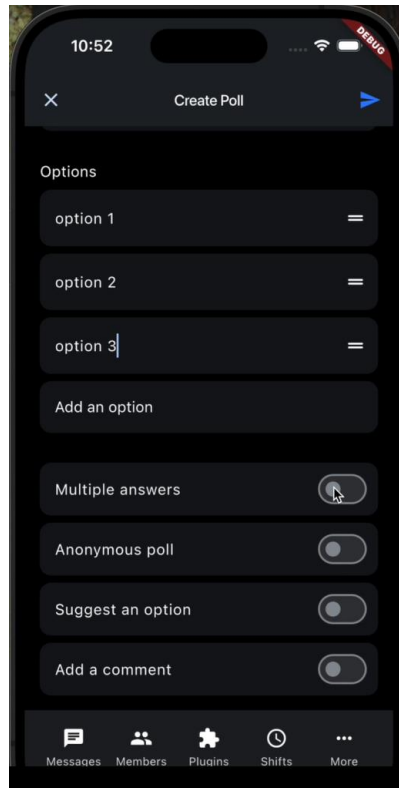 10:52
DEBUG
Create Poll
Options
option 1
option 2
option 3
Add an option
Multiple answers
Anonymous poll
Suggest an option
Add a comment
Messages Members Plugins Shifts More